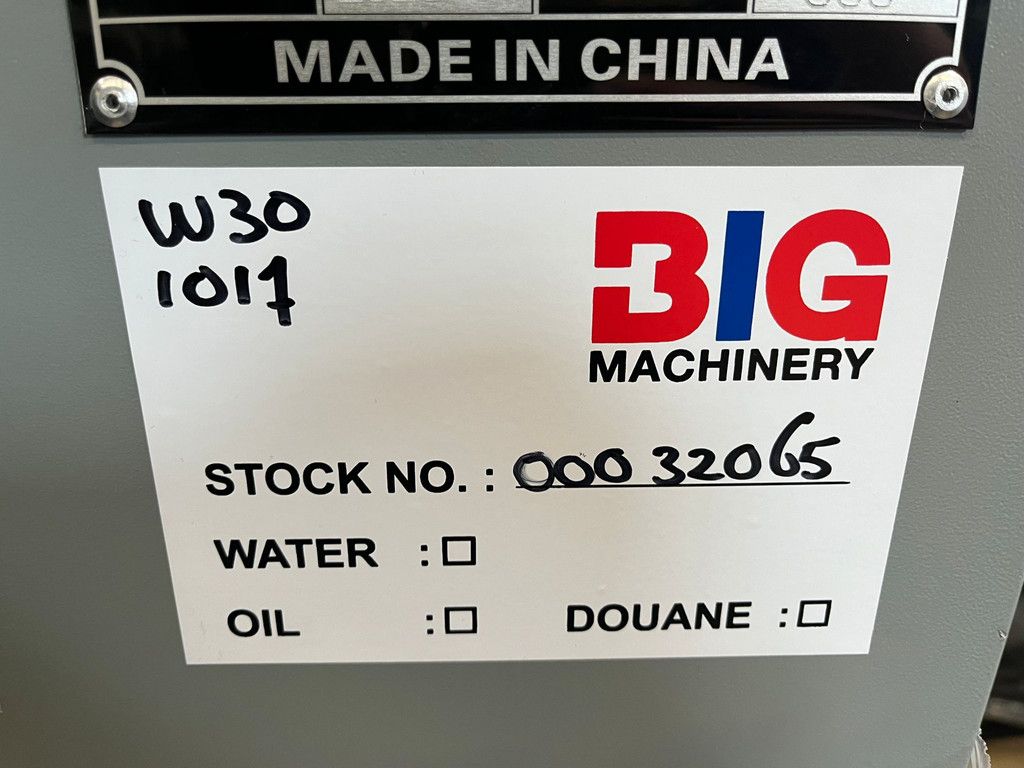 MADE IN CHINA
W30
1017
BIG
MACHINERY
STOCK NO. : 00032065
WATER : ☐
OIL : ☐ DOUANE : ☐